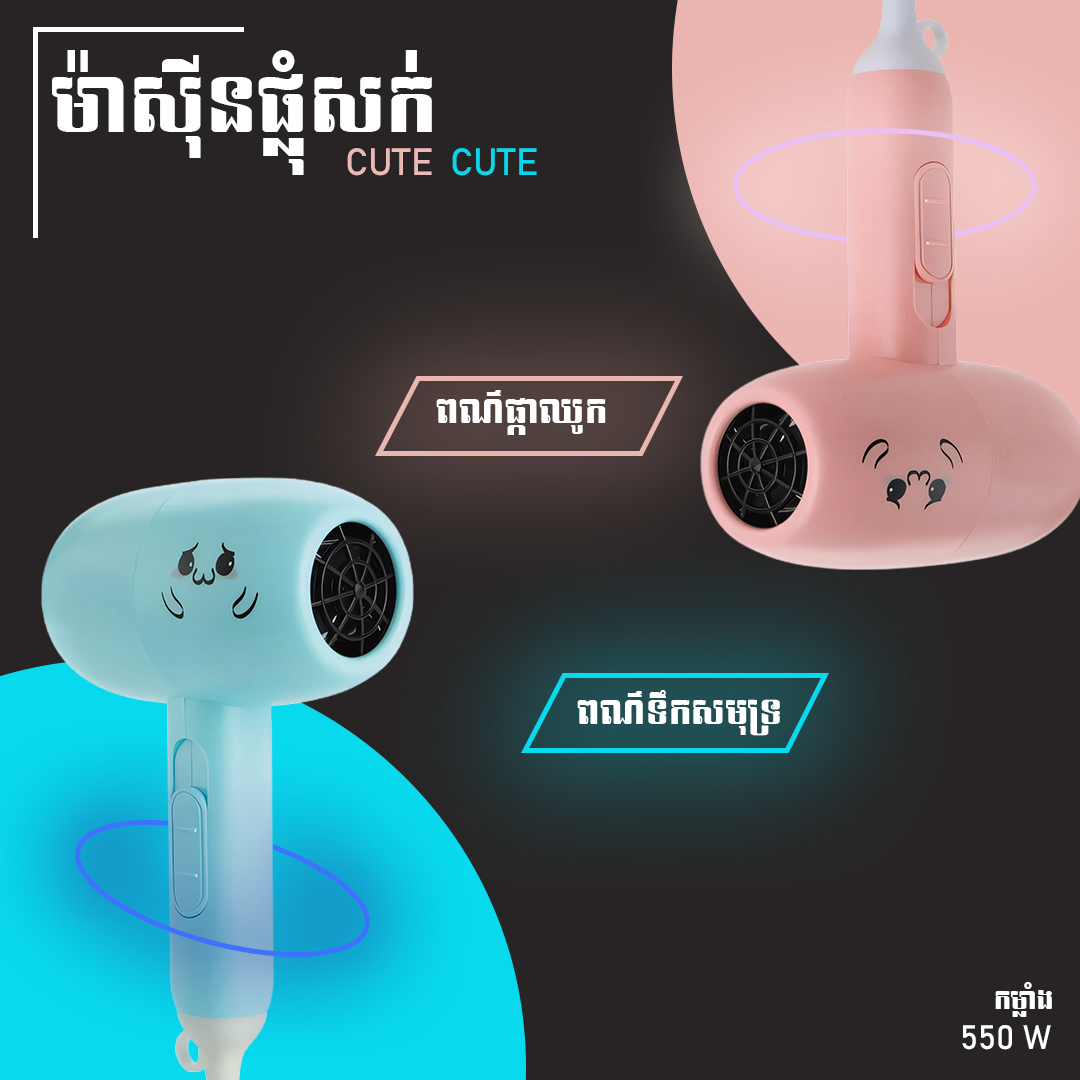 ម៉ាស៊ីនផ្លុំសក់
CUTE CUTE
ពណ៌ផ្កាឈូក
ពណ៌ទឹកសមុទ្រ
កម្លាំង
550 W